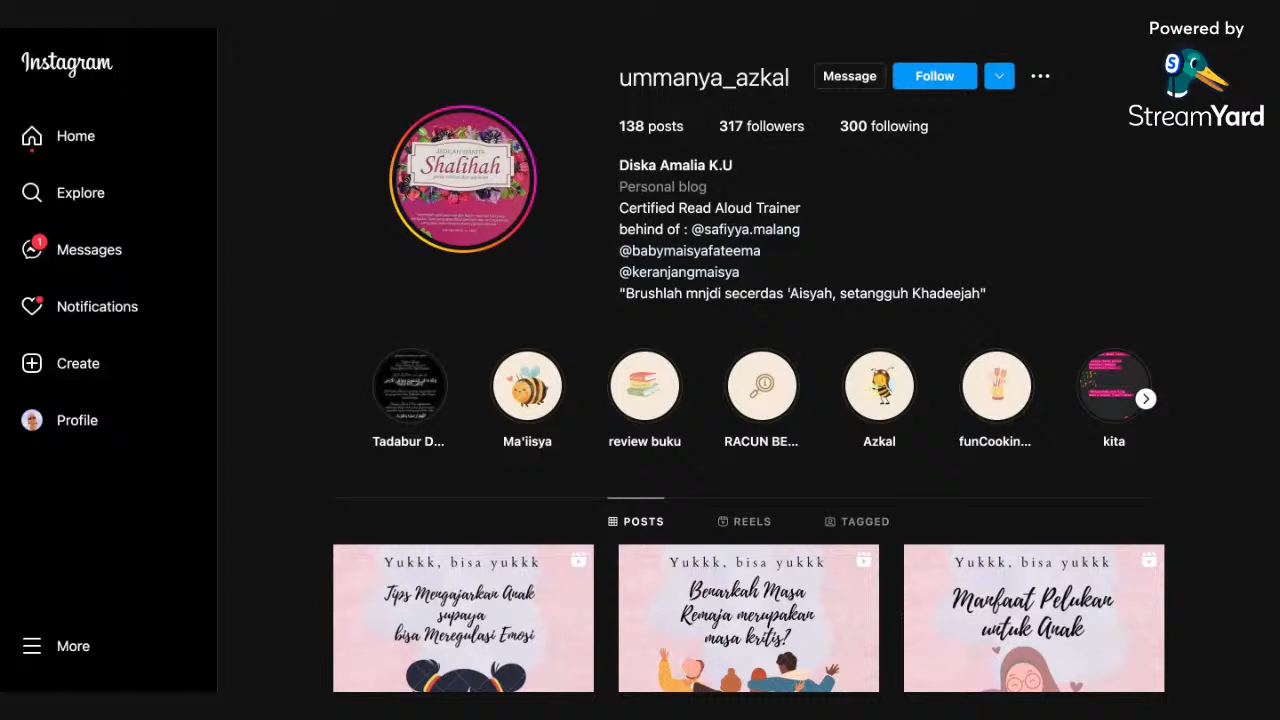 Powered by
StreamYard
Instagram
Home
Explore
1
Messages
Notifications
Create
Profile
More
ummanya_azkal
Message
Follow
138 posts
317 followers
300 following
JADILAH WANITA
Shalihah
Diska Amalia K.U
Personal blog
Certified Read Aloud Trainer
behind of : @safiyya.malang
@babymaisyafateema
@keranjangmaisya
"Brushlah mnjdi secerdas 'Aisyah, setangguh Khadeejah"
Tadabur D...
Ma'iisya
review buku
RACUN BE...
Azkal
funCookin...
kita
POSTS
REELS
TAGGED
Yukkk, bisa yukkk
Tips Mengajarkan Anak
supaya
bisa Meregulasi Emosi
Yukkk, bisa yukkk
Benarkah Masa
Remaja merupakan
masa kritis?
Yukkk, bisa yukkk
Manfaat Pelukan
untuk Anak